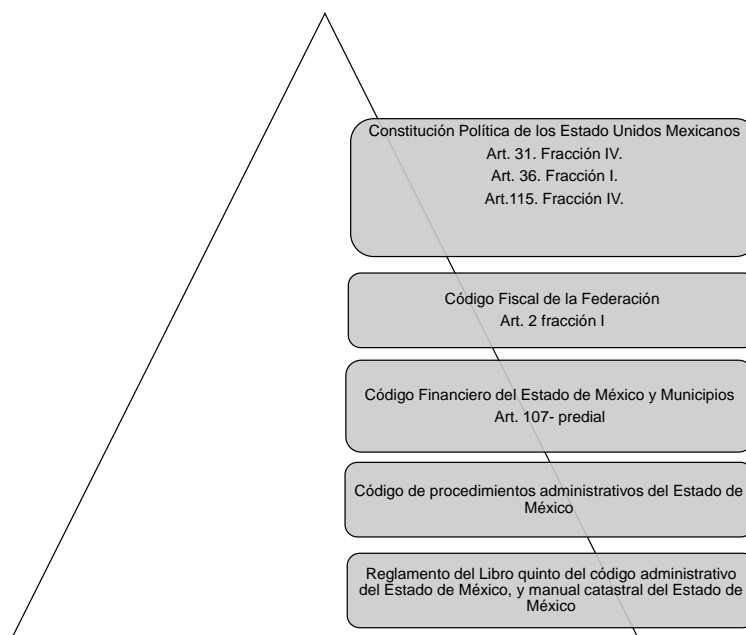 Constitución Política de los Estado Unidos Mexicanos
Art. 31. Fracción IV.
Art. 36. Fracción I.
Art.115. Fracción IV.
Código Fiscal de la Federación
Art. 2 fracción I
Código Financiero del Estado de México y Municipios
Art. 107- predial
Código de procedimientos administrativos del Estado de
México
Reglamento del Libro quinto del código administrativo
del Estado de México, y manual catastral del Estado de
México